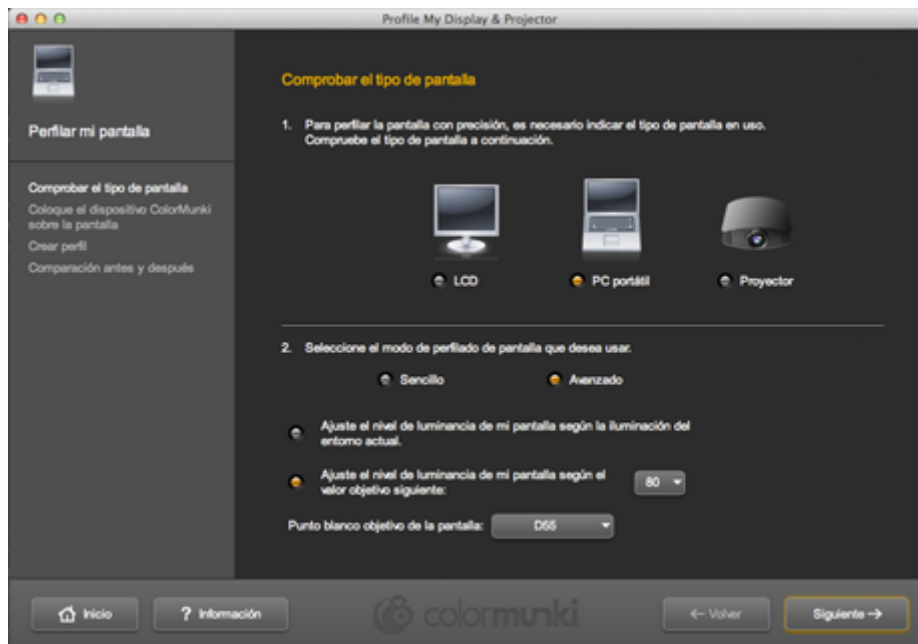 Profile My Display & Projector
Perfilar mi pantalla
Comprobar el tipo de pantalla
Coloque el dispositivo ColorMunki
sobre la pantalla
Crear perfil
Comparación antes y después
Comprobar el tipo de pantalla
1. Para perfilar la pantalla con precisión, es necesario indicar el tipo de pantalla en uso.
Compruebe el tipo de pantalla a continuación.
LCD
PC portátil
Proyector
2. Seleccione el modo de perfilado de pantalla que desea usar.
Sencillo
Avanzado
Ajuste el nivel de luminancia de mi pantalla según la iluminación del
entorno actual.
Ajuste el nivel de luminancia de mi pantalla según el
valor objetivo siguiente:
80
Punto blanco objetivo de la pantalla:
D55
Inicio
? Información
colormunki
← Volver
Siguiente →